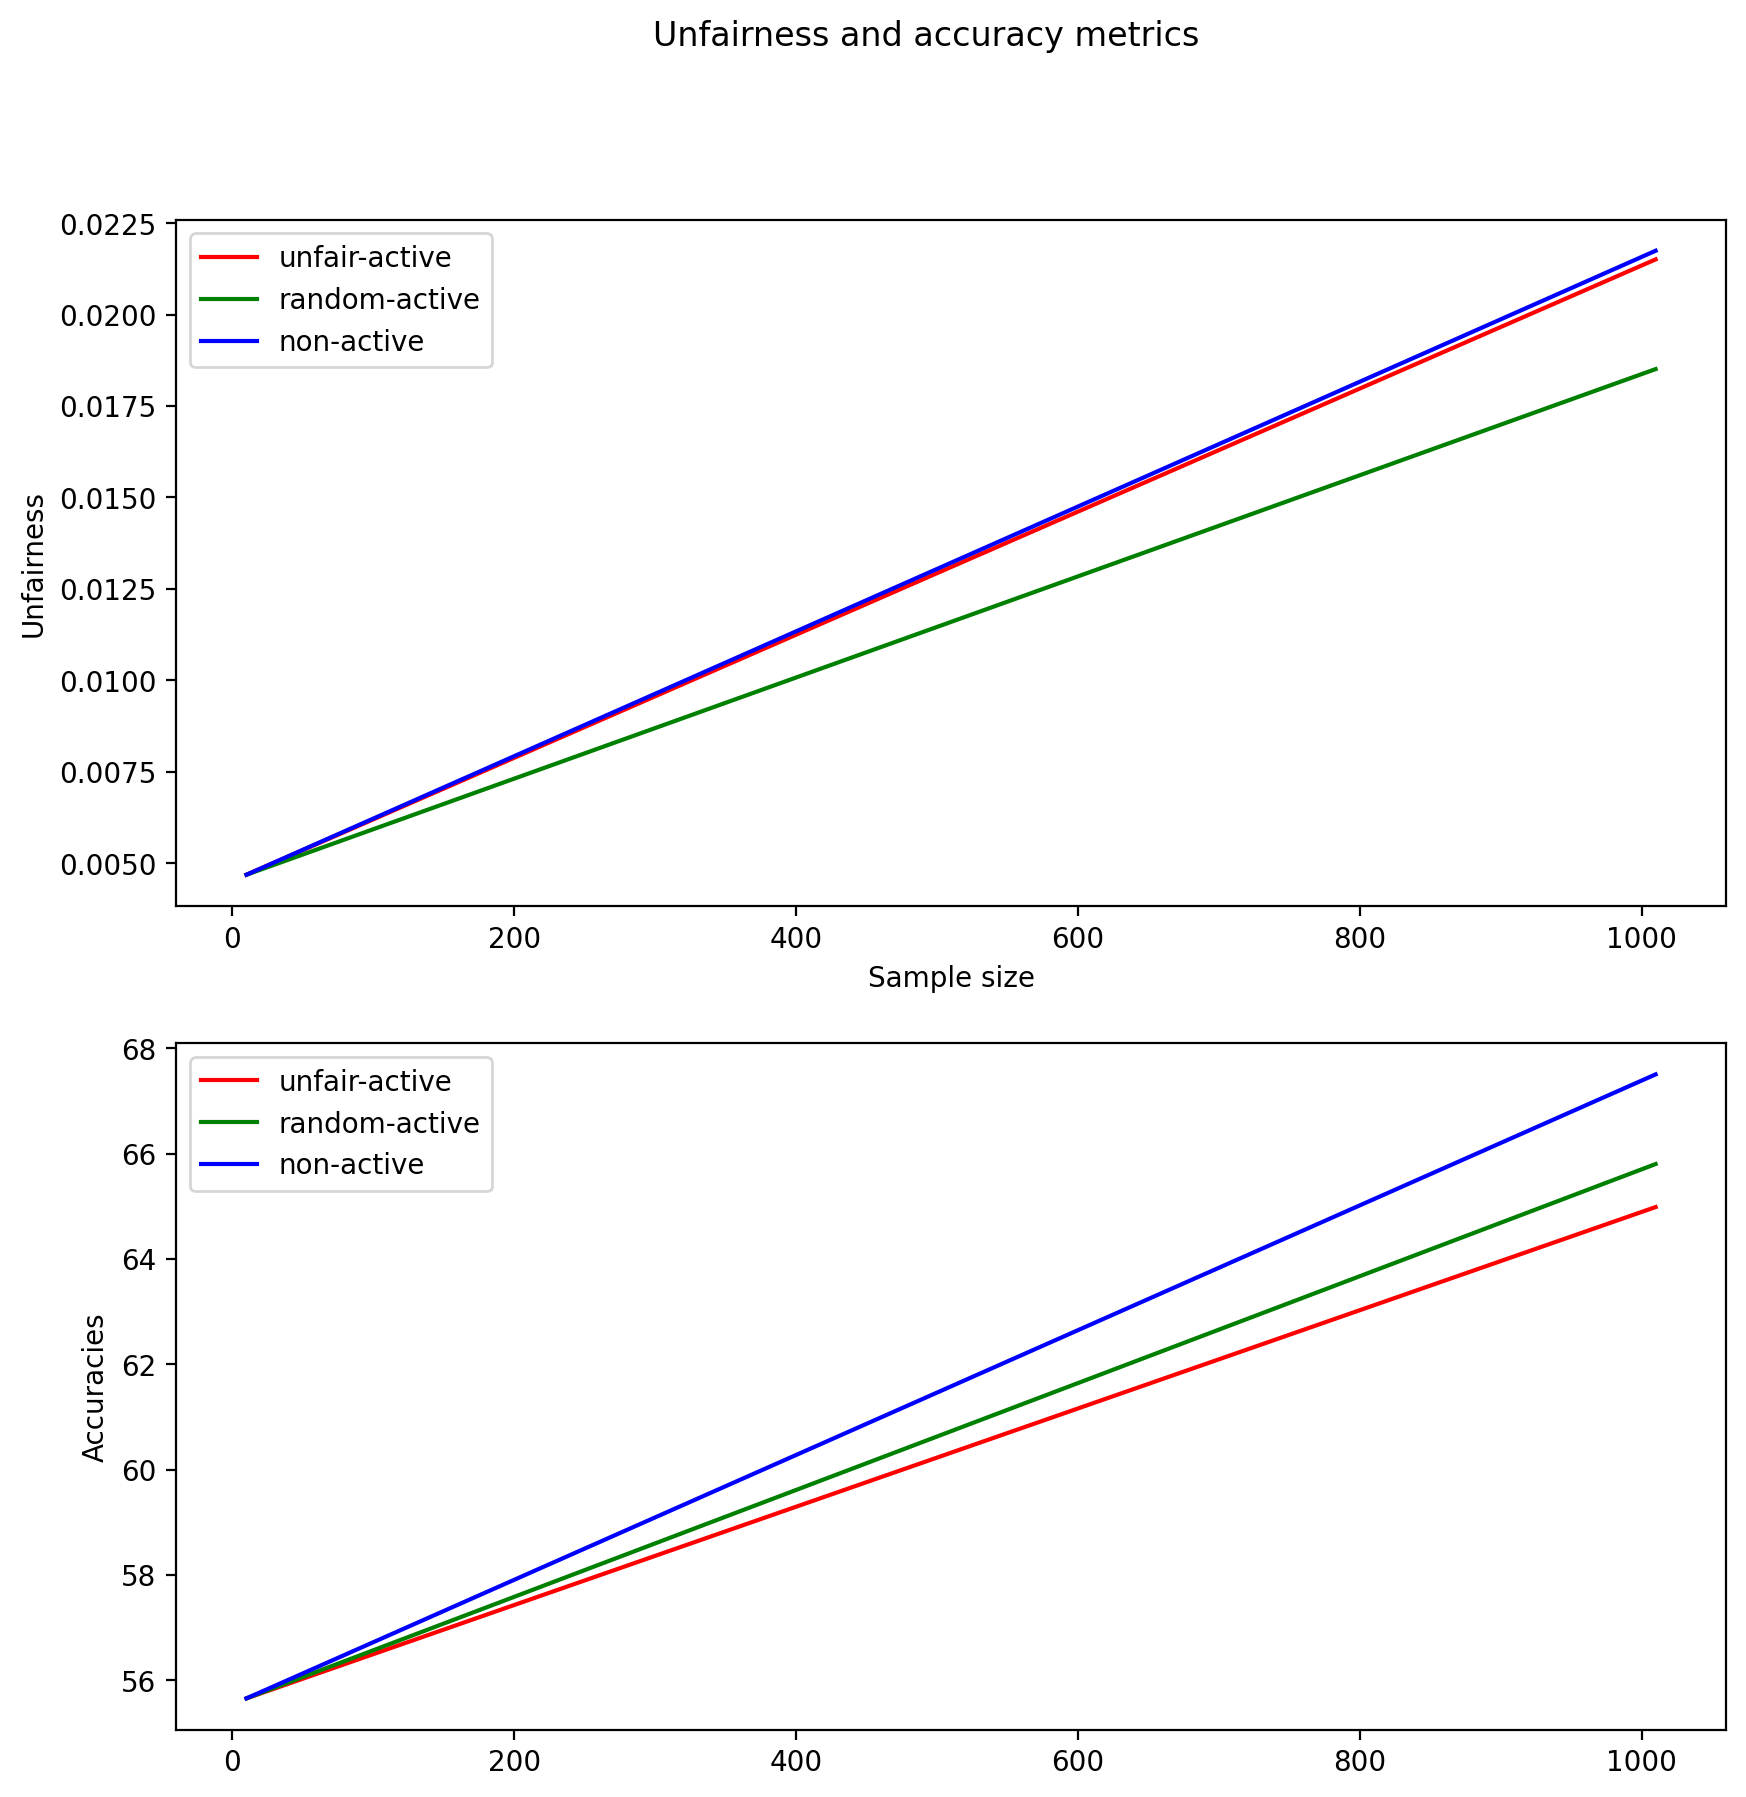 Unfairness and accuracy metrics
0.0225
0.0200
0.0175
0.0150
0.0125
0.0100
0.0075
0.0050
Unfairness
unfair-active
random-active
non-active
0 200 400 600 800 1000
Sample size
68
66
64
62
60
58
56
Accuracies
unfair-active
random-active
non-active
0 200 400 600 800 1000